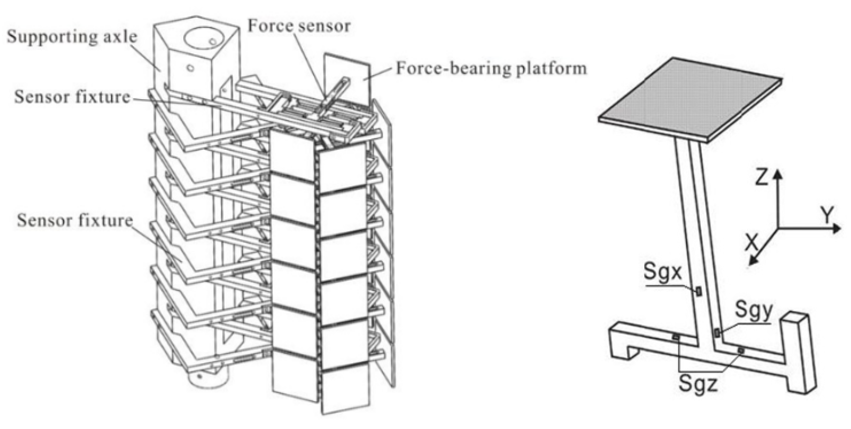 Force sensor
Supporting axle
Force-bearing platform
Sensor fixture
Sensor fixture
Z
Y
X
Sgx
Sgy
Sgz